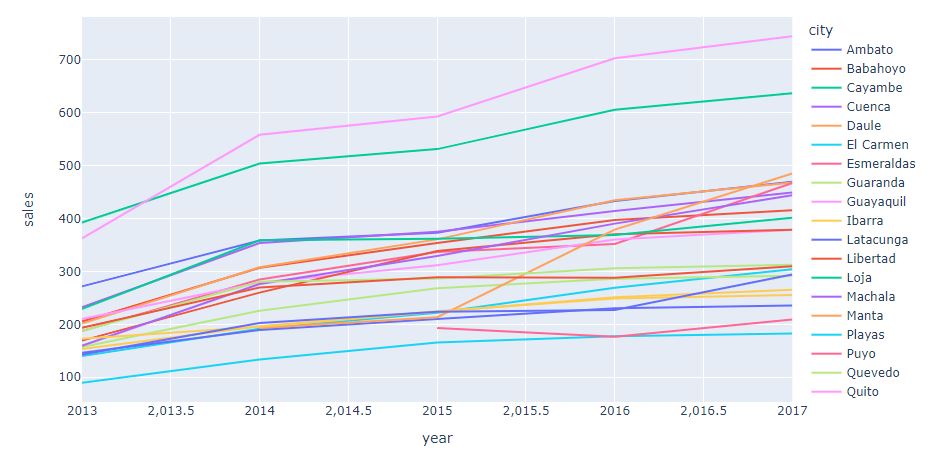 city
Ambato
Babahoyo
Cayambe
Cuenca
Daule
El Carmen
Esmeraldas
Guaranda
Guayaquil
Ibarra
Latacunga
Libertad
Loja
Machala
Manta
Playas
Puyo
Quevedo
Quito
sales
700
600
500
400
300
200
100
2013
2,013.5
2014
2,014.5
2015
2,015.5
2016
2,016.5
2017
year